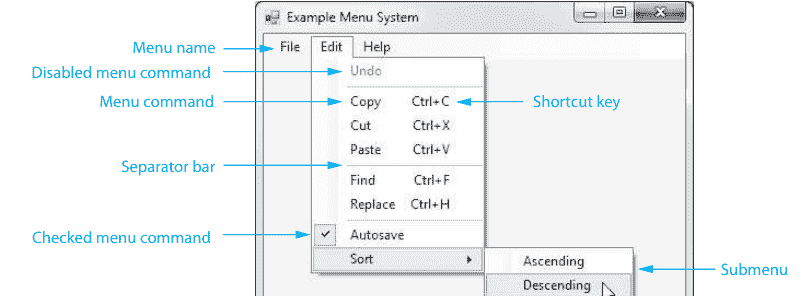 Example Menu System
Menu name File Edit Help
Disabled menu command Undo
Menu command Copy Ctrl+C Shortcut key
Cut Ctrl+X
Paste Ctrl+V
Separator bar
Find Ctrl+F
Replace Ctrl+H
Checked menu command Autosave
Sort Ascending
Submenu
Descending